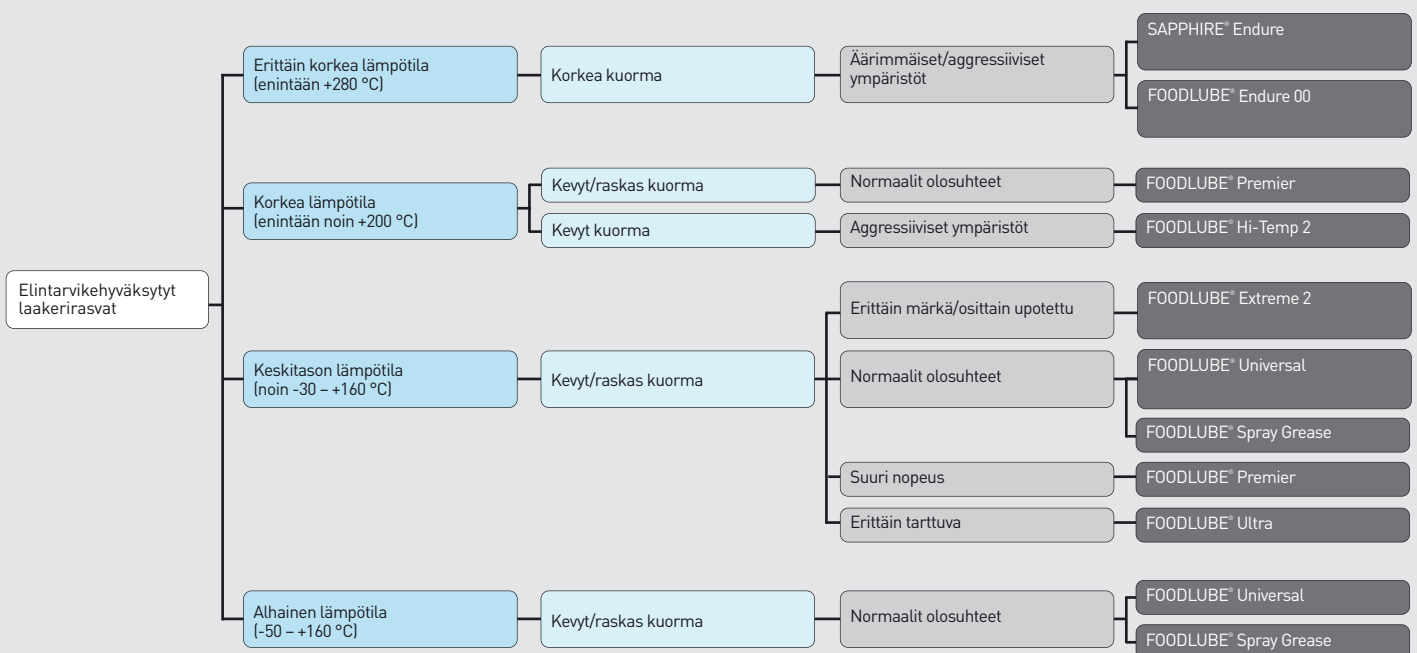 Elintarvikehyväksytyt
laakerirasvat
Erittäin korkea lämpötila
(enintään +280 °C)
Korkea kuorma
Äärimmäiset/aggressiiviset
ympäristöt
SAPPHIRE® Endure
FOODLUBE® Endure 00
Korkea lämpötila
(enintään noin +200 °C)
Kevyt/raskas kuorma
Normaalit olosuhteet
FOODLUBE® Premier
Kevyt kuorma
Aggressiiviset ympäristöt
FOODLUBE® Hi-Temp 2
Keskitason lämpötila
(noin -30 – +160 °C)
Kevyt/raskas kuorma
Erittäin märkä/osittain upotettu
FOODLUBE® Extreme 2
Normaalit olosuhteet
FOODLUBE® Universal
FOODLUBE® Spray Grease
Suuri nopeus
FOODLUBE® Premier
Erittäin tarttuva
FOODLUBE® Ultra
Alhainen lämpötila
(-50 – +160 °C)
Kevyt/raskas kuorma
Normaalit olosuhteet
FOODLUBE® Universal
FOODLUBE® Spray Grease